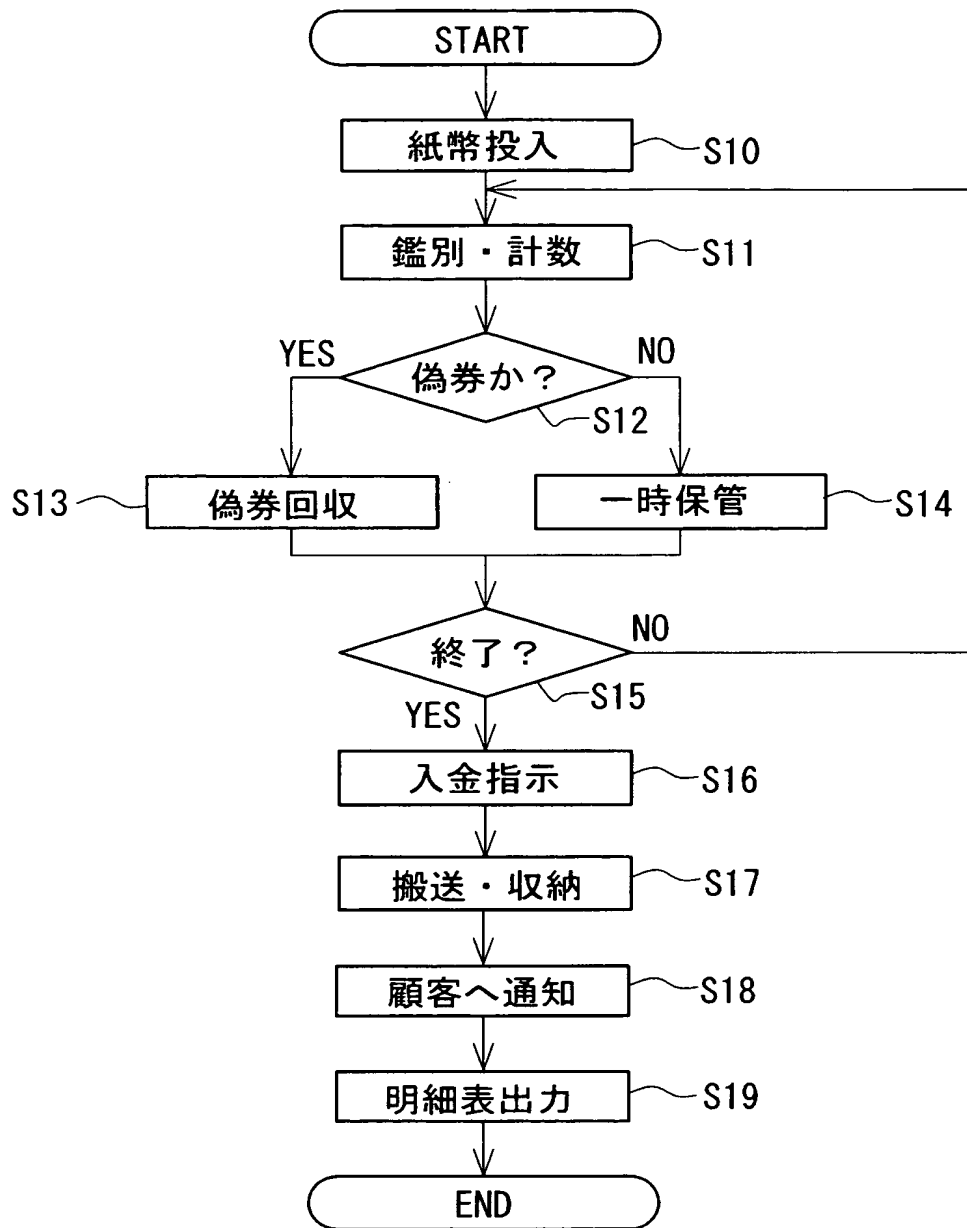 START
紙幣投入
S10
鑑別・計数
S11
YES
NO
偽券か?
S12
S13
偽券回収
一時保管
S14
終了?
NO
S15
YES
入金指示
S16
搬送・収納
S17
顧客へ通知
S18
明細表出力
S19
END